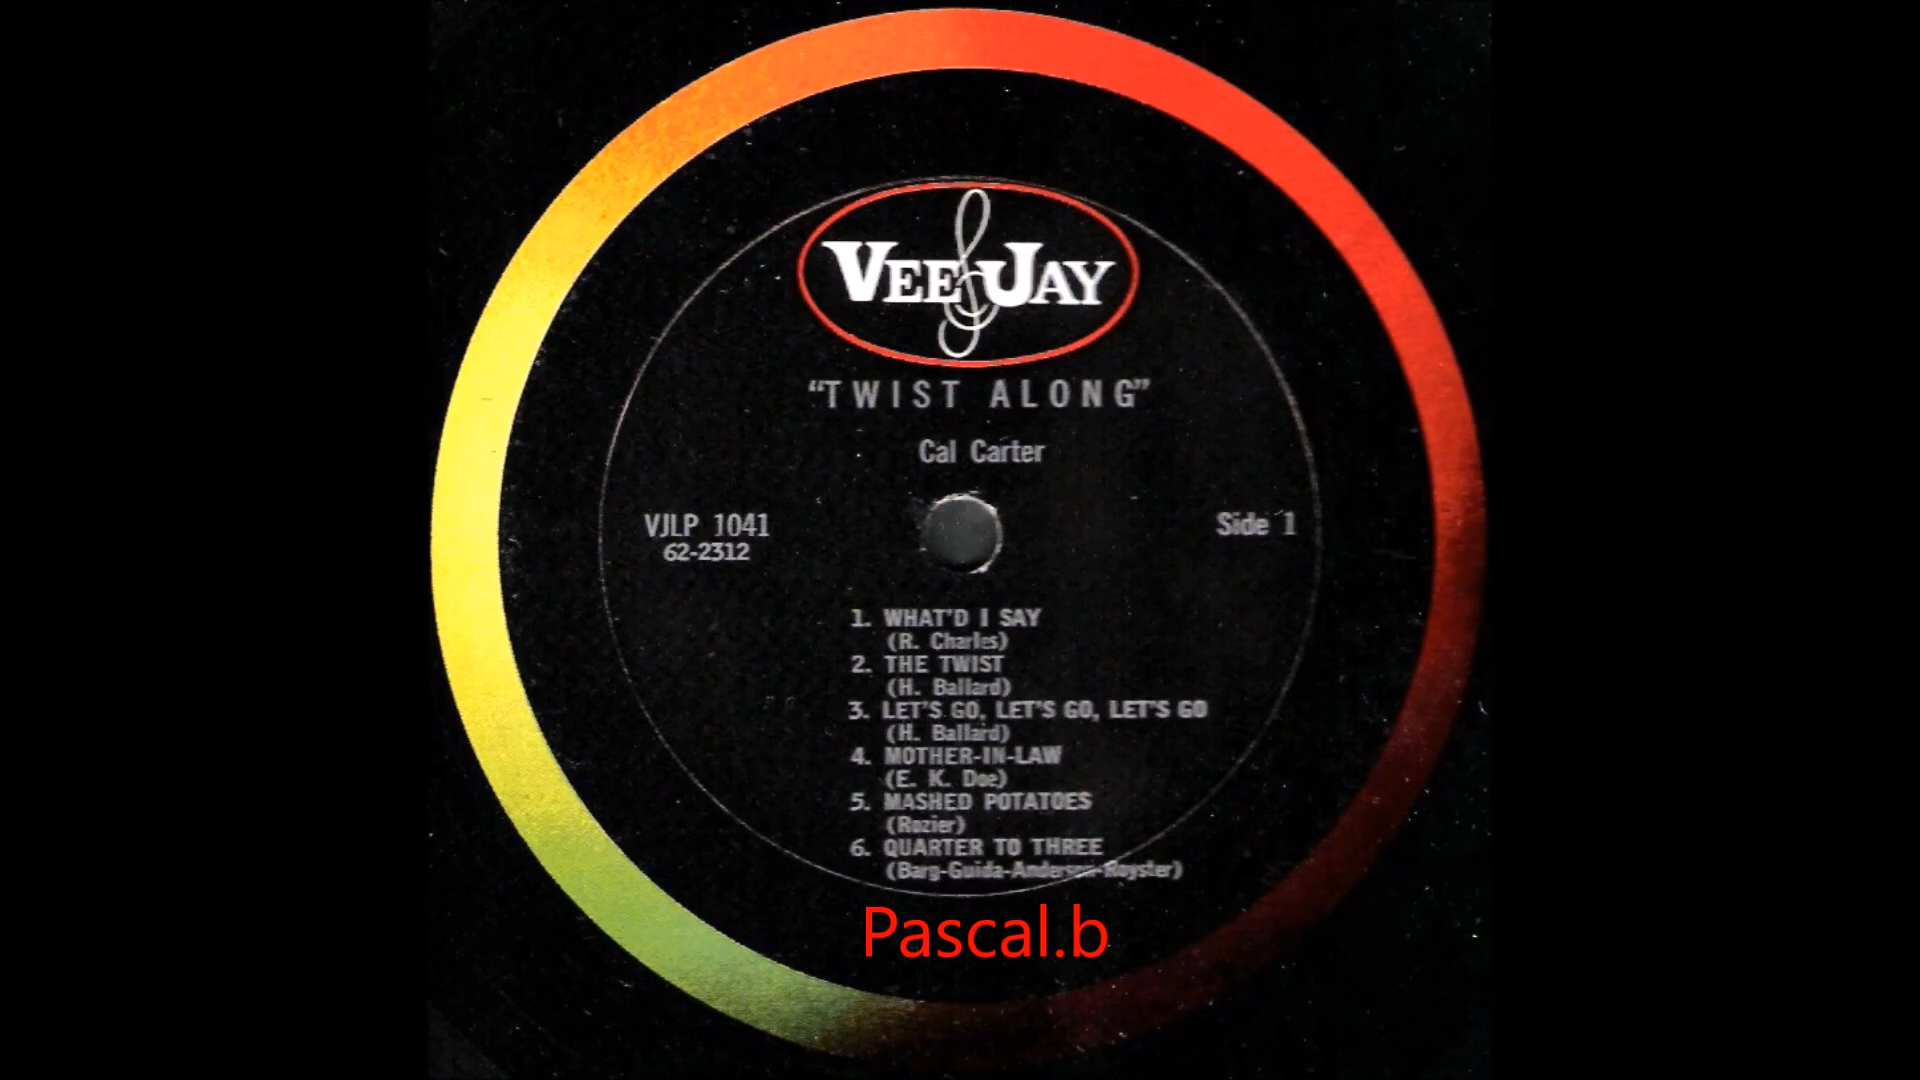 VEE JAY
"TWIST ALONG"
Cal Carter
VJLP 1041
62-2312
Side 1
1. WHAT'D I SAY
(R. Charles)
2. THE TWIST
(H. Ballard)
3. LET'S GO, LET'S GO, LET'S GO
(H. Ballard)
4. MOTHER-IN-LAW
(E. K. Doe)
5. MASHED POTATOES
(Rozier)
6. QUARTER TO THREE
(Barg-Guida-Anderson-Royster)
Pascal.b